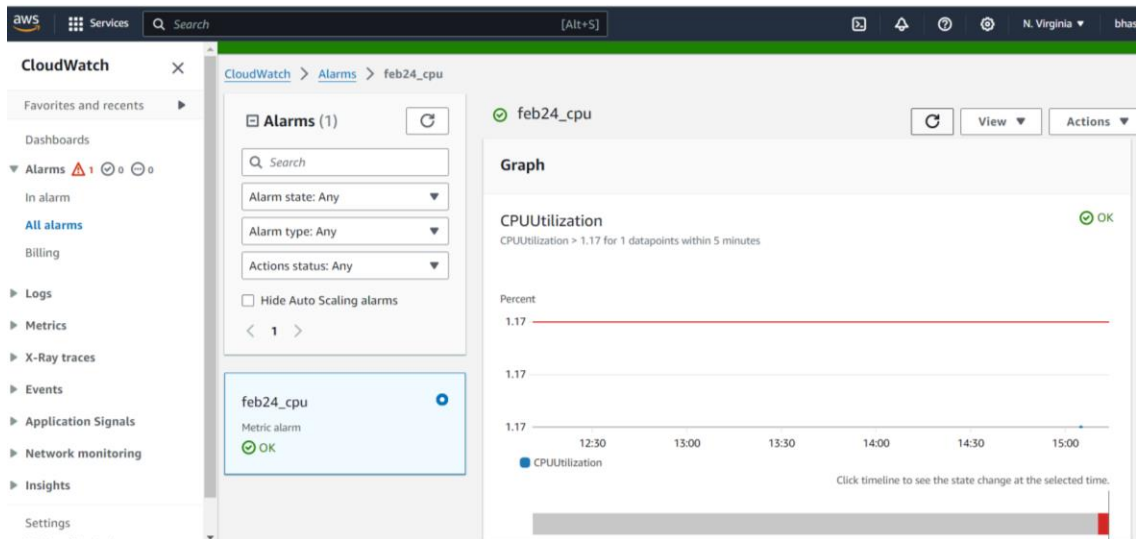 aws
Services
Search
[Alt+S]
N. Virginia
bhas
CloudWatch
Favorites and recents
Dashboards
Alarms 1 0 0
In alarm
All alarms
Billing
Logs
Metrics
X-Ray traces
Events
Application Signals
Network monitoring
Insights
Settings
CloudWatch > Alarms > feb24_cpu
Alarms (1)
Search
Alarm state: Any
Alarm type: Any
Actions status: Any
Hide Auto Scaling alarms
< 1 >
feb24_cpu
Metric alarm
OK
feb24_cpu
View
Actions
Graph
CPUUtilization
OK
CPUUtilization > 1.17 for 1 datapoints within 5 minutes
Percent
1.17
1.17
1.17
12:30 13:00 13:30 14:00 14:30 15:00
CPUUtilization
Click timeline to see the state change at the selected time.